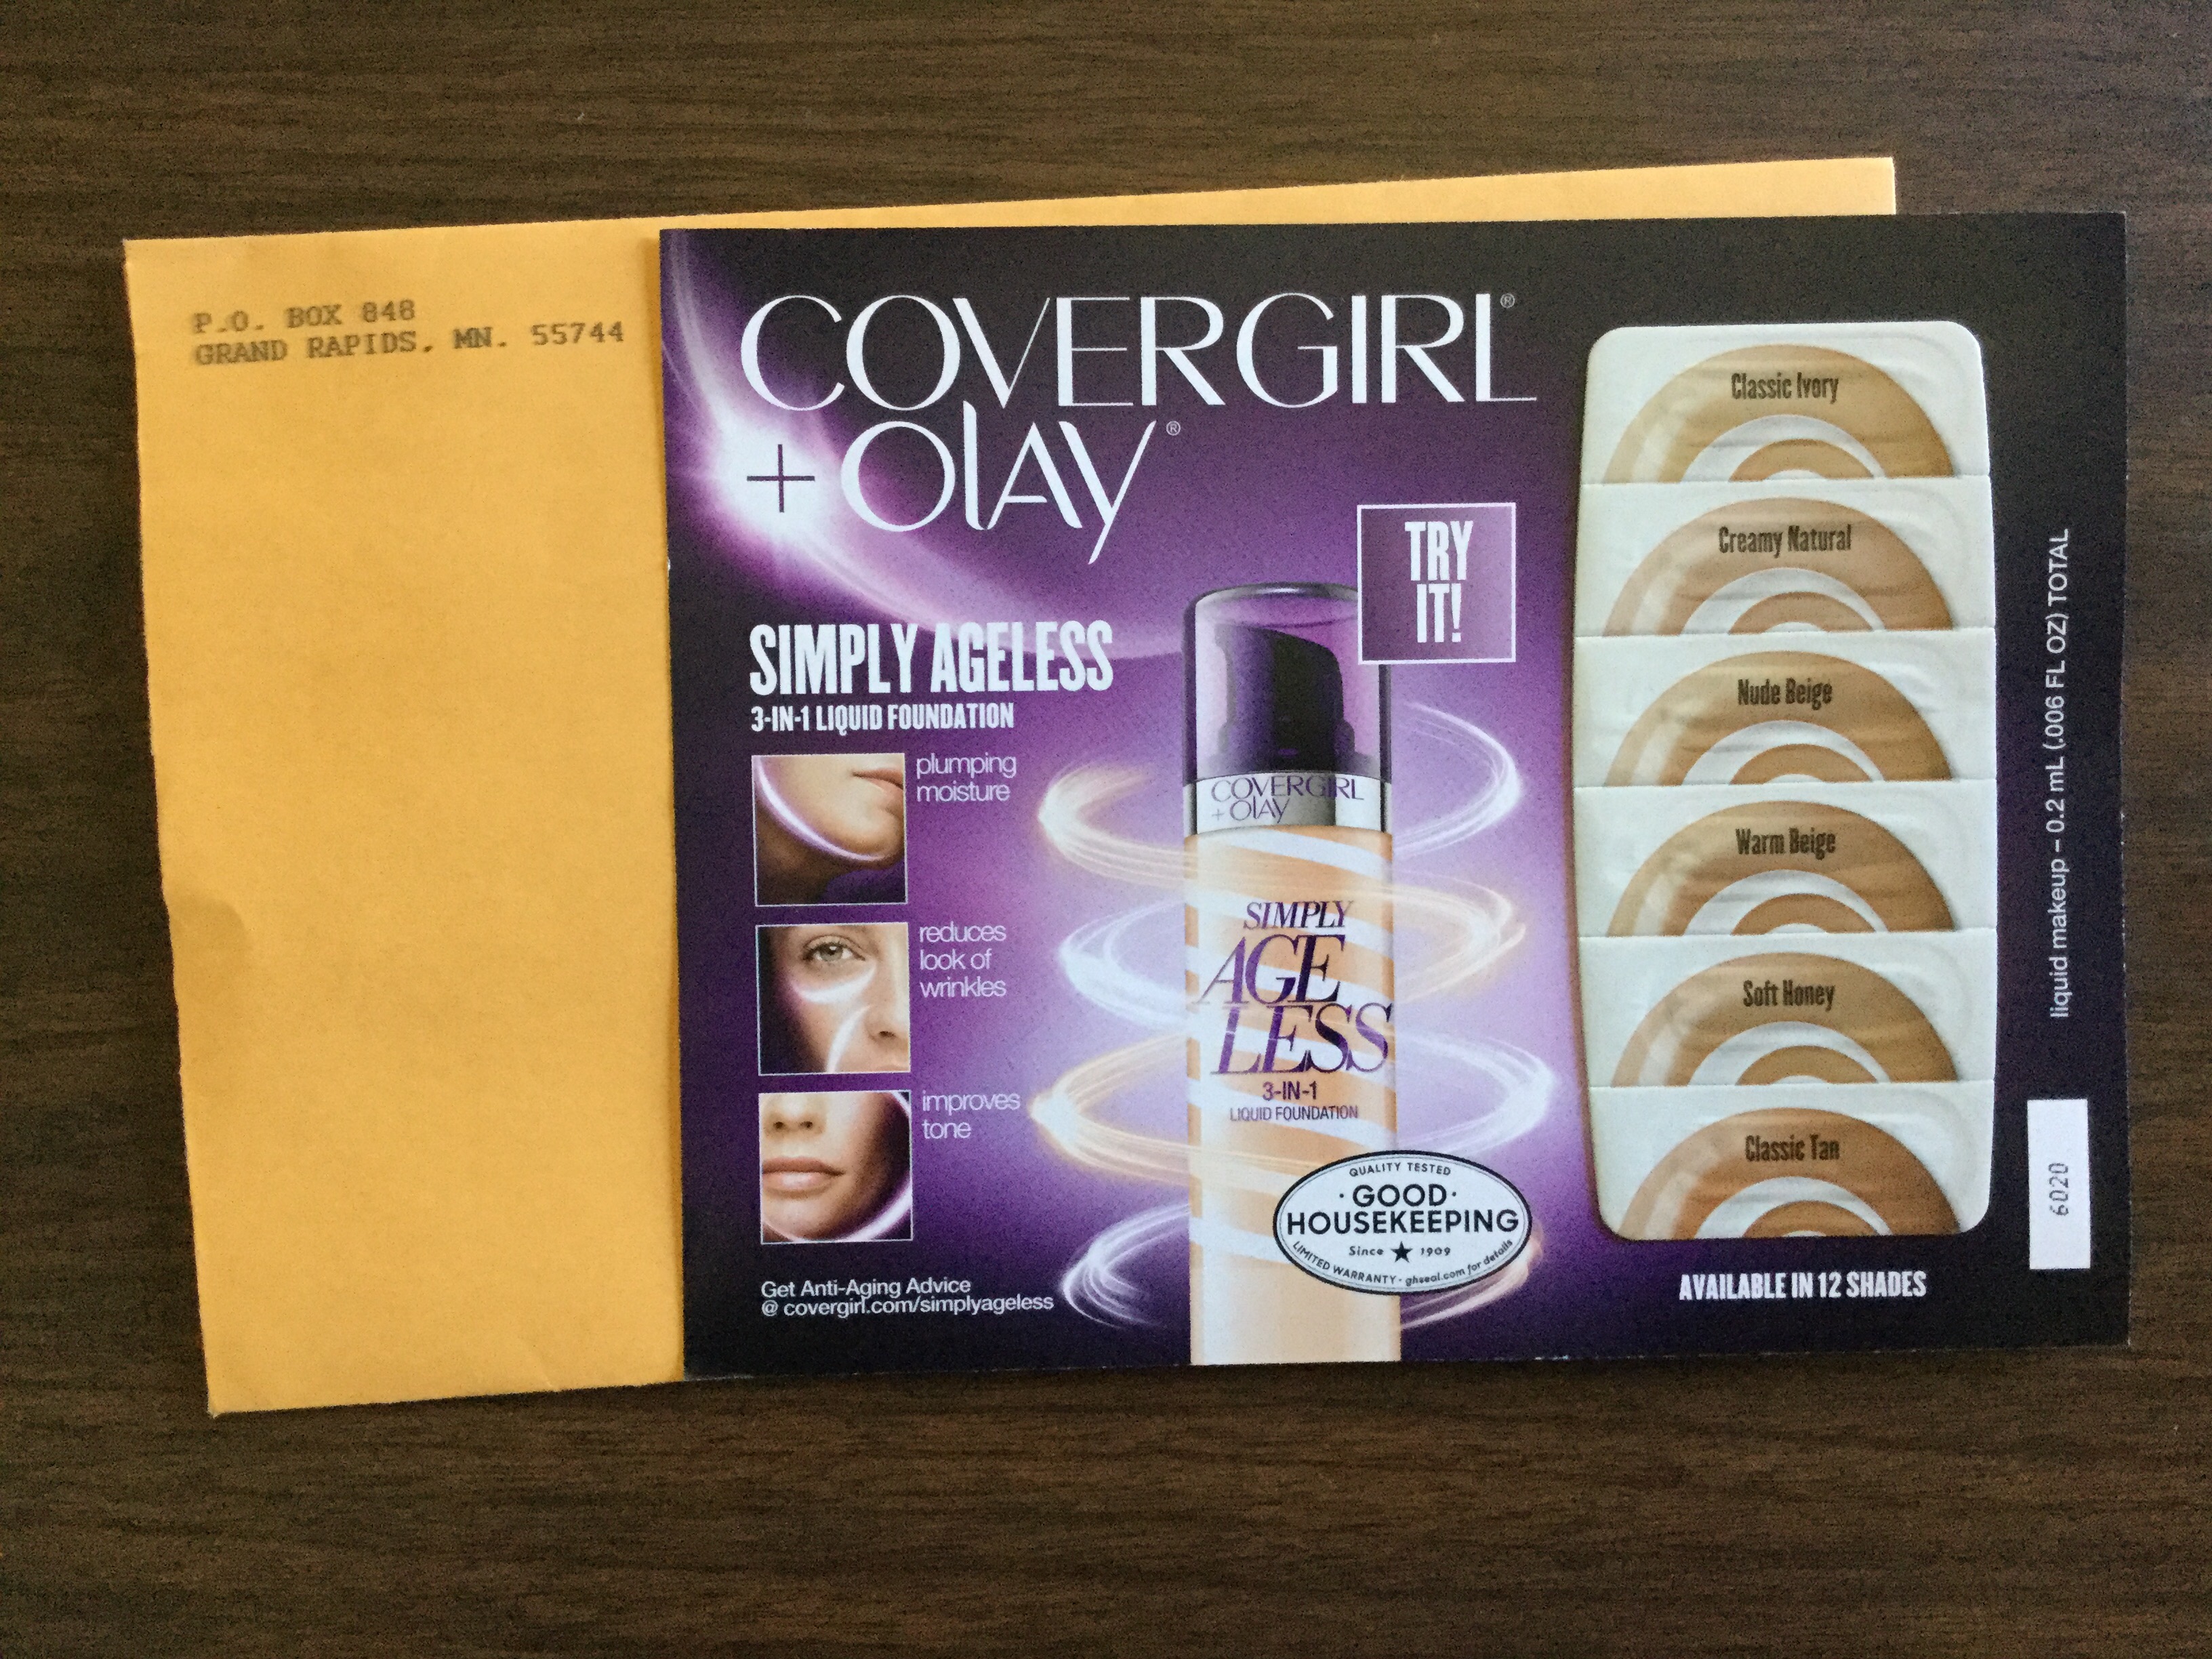 P.O. BOX 848
GRAND RAPIDS, MN. 55744
COVERGIRL®
+ Olay®
TRY
IT!
SIMPLY AGELESS
3-IN-1 LIQUID FOUNDATION
plumping
moisture
reduces
look of
wrinkles
improves
tone
Get Anti-Aging Advice
@ covergirl.com/simplyageless
COVERGIRL
+ Olay
SIMPLY
AGE
LESS
3-IN-1
LIQUID FOUNDATION
QUALITY TESTED
· GOOD ·
HOUSEKEEPING
Since ★ 1909
LIMITED WARRANTY · ghseal.com for details
Classic Ivory
Creamy Natural
Nude Beige
Warm Beige
Soft Honey
Classic Tan
AVAILABLE IN 12 SHADES
liquid makeup – 0.2 mL (.006 FL OZ) TOTAL
6020